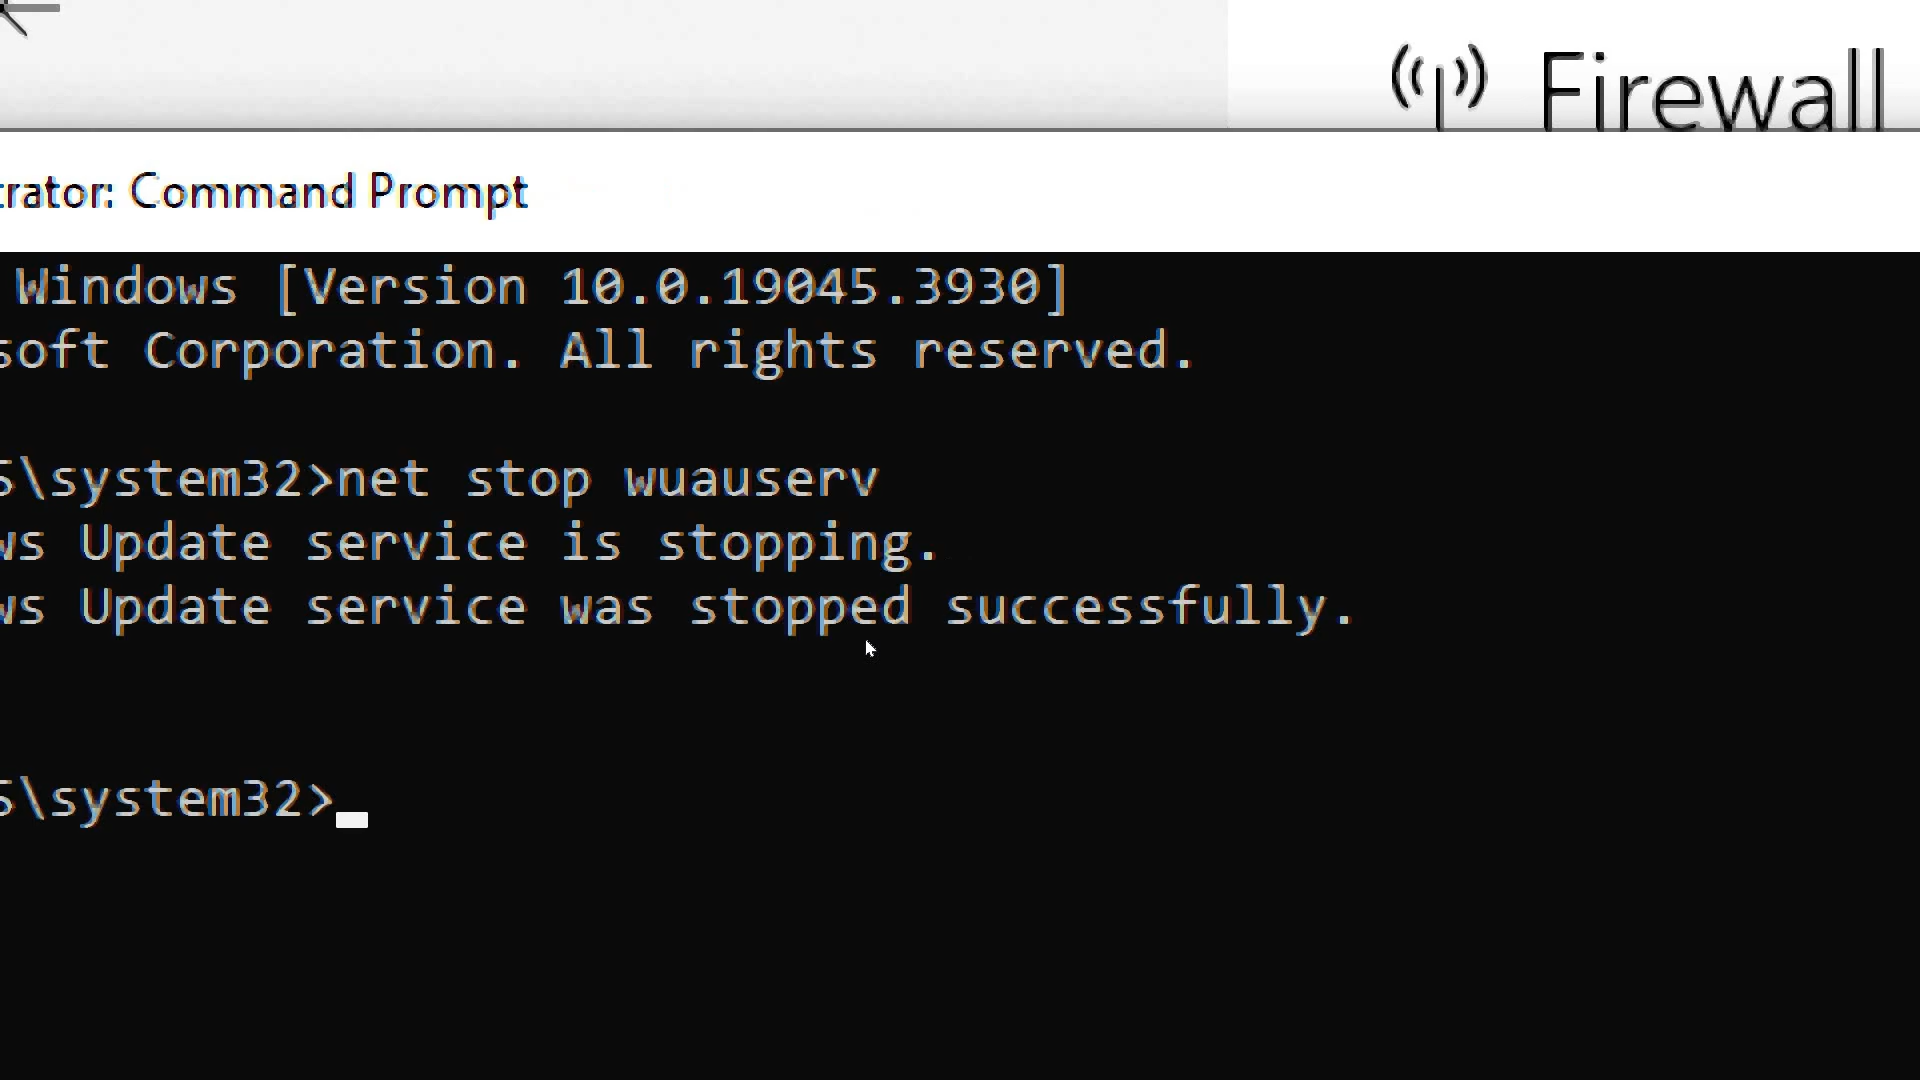 Firewall
trator: Command Prompt
Windows [Version 10.0.19045.3930]
soft Corporation. All rights reserved.
\system32>net stop wuauserv
ws Update service is stopping.
ws Update service was stopped successfully.
\system32>